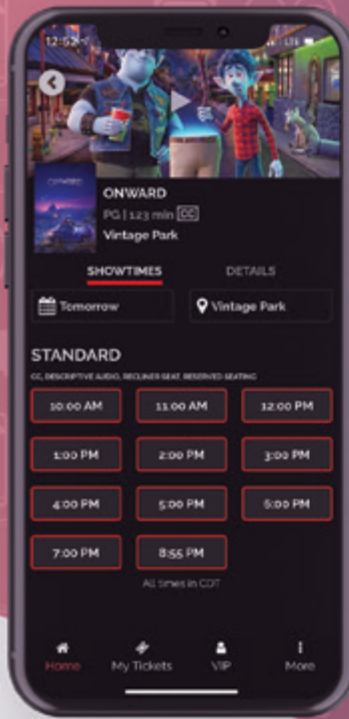 12:52
LTE
ONWARD
ONWARD
PG | 123 min CC
Vintage Park
SHOWTIMES DETAILS
Tomorrow Vintage Park
STANDARD
CC, DESCRIPTIVE AUDIO, RECLINER SEAT, RESERVED SEATING
10:00 AM 11:00 AM 12:00 PM
1:00 PM 2:00 PM 3:00 PM
4:00 PM 5:00 PM 6:00 PM
7:00 PM 8:55 PM
All times in CDT
Home My Tickets VIP More